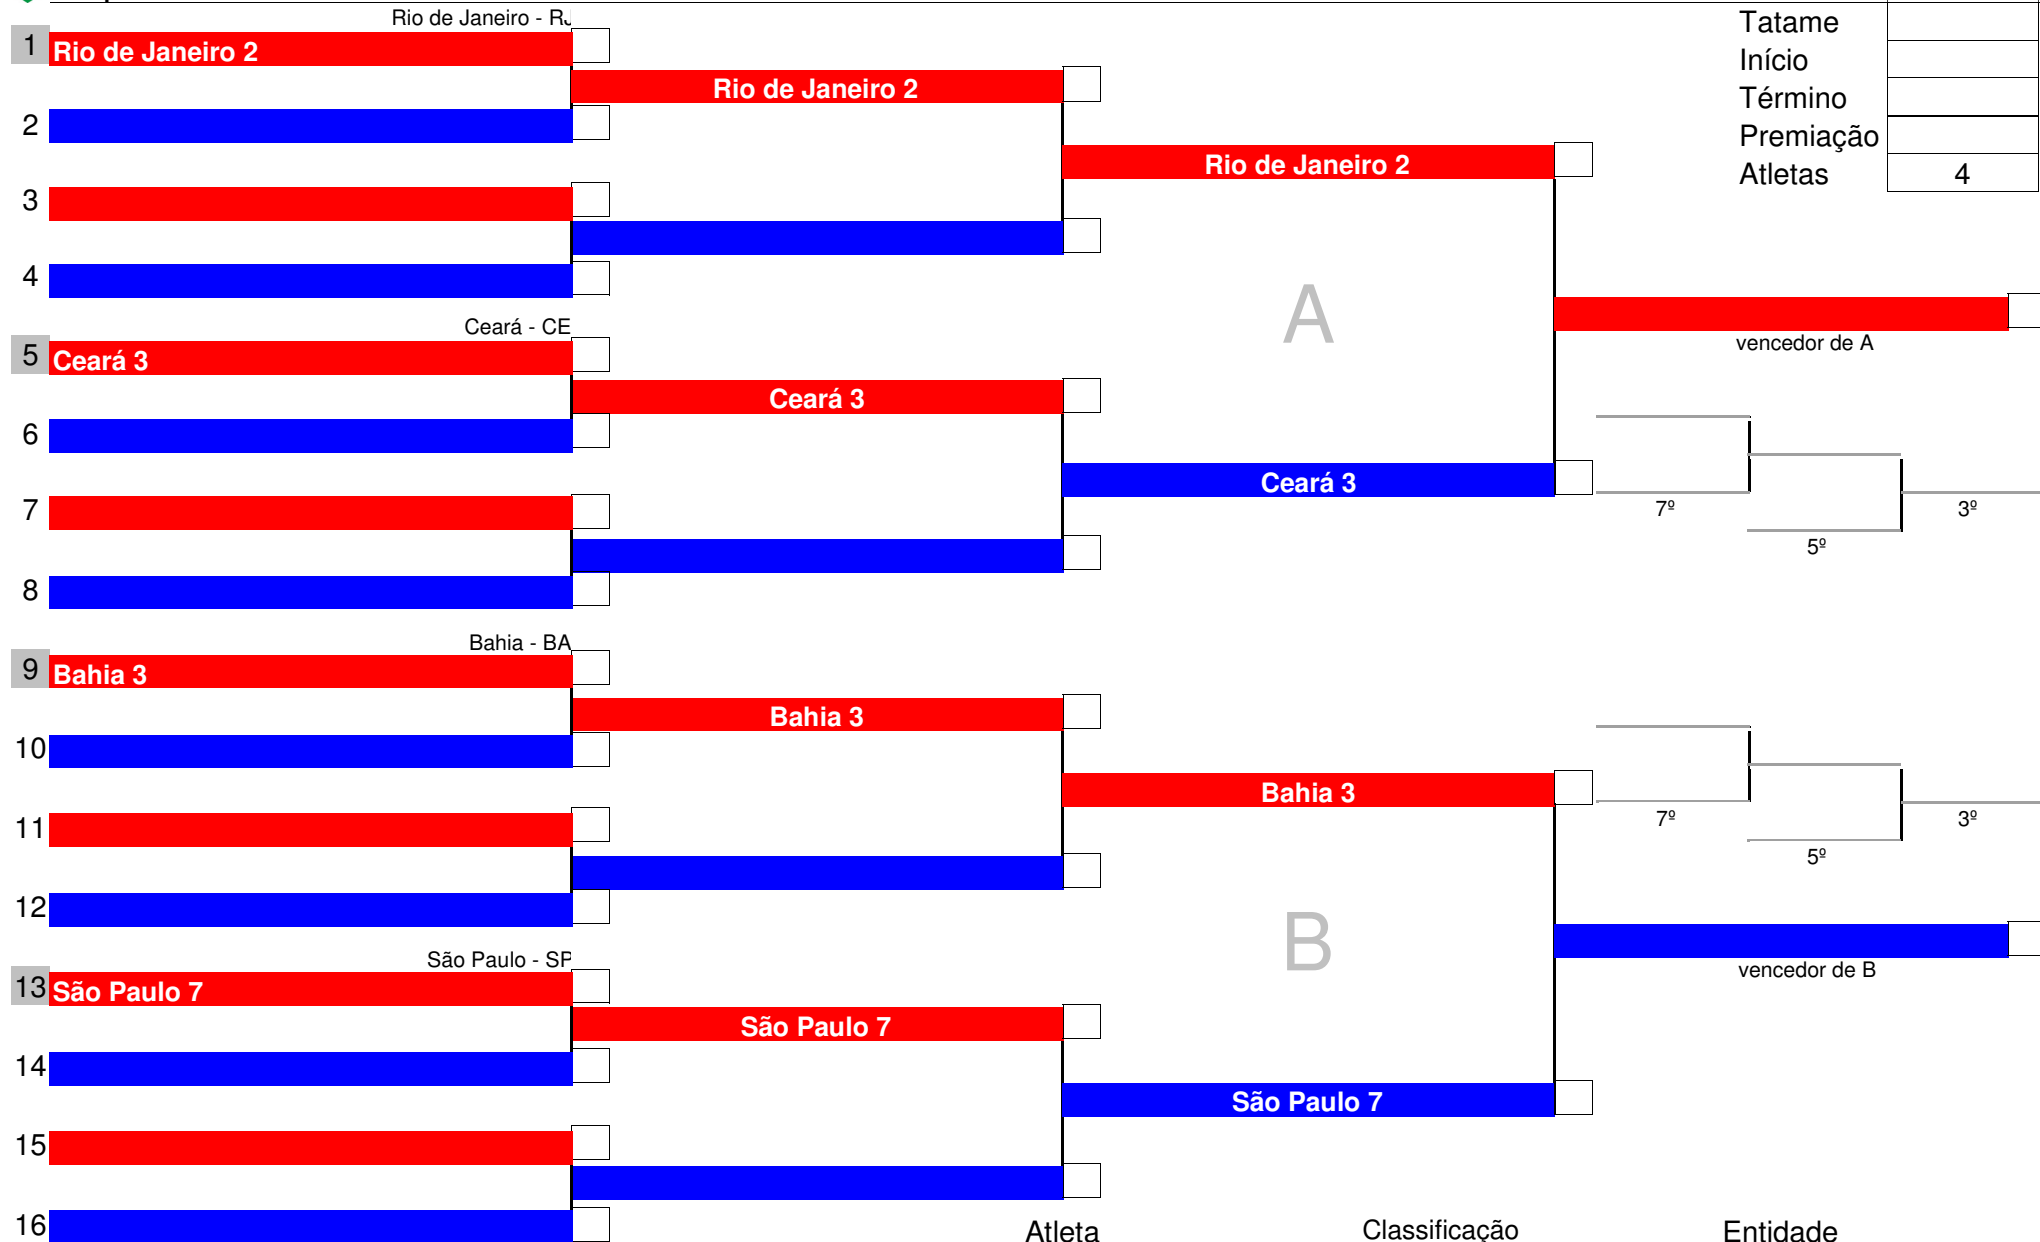 Rio de Janeiro - RJ
Tatame
1 Rio de Janeiro 2
Início
Rio de Janeiro 2
Término
2
Premiação
Rio de Janeiro 2
Atletas 4
3
4
A
Ceará - CE
vencedor de A
5 Ceará 3
Ceará 3
6
Ceará 3
7
7º 3º
5º
8
Bahia - BA
9 Bahia 3
Bahia 3
10
Bahia 3
11
7º 3º
5º
12
B
São Paulo - SP
vencedor de B
13 São Paulo 7
São Paulo 7
14
São Paulo 7
15
16
Atleta Classificação Entidade